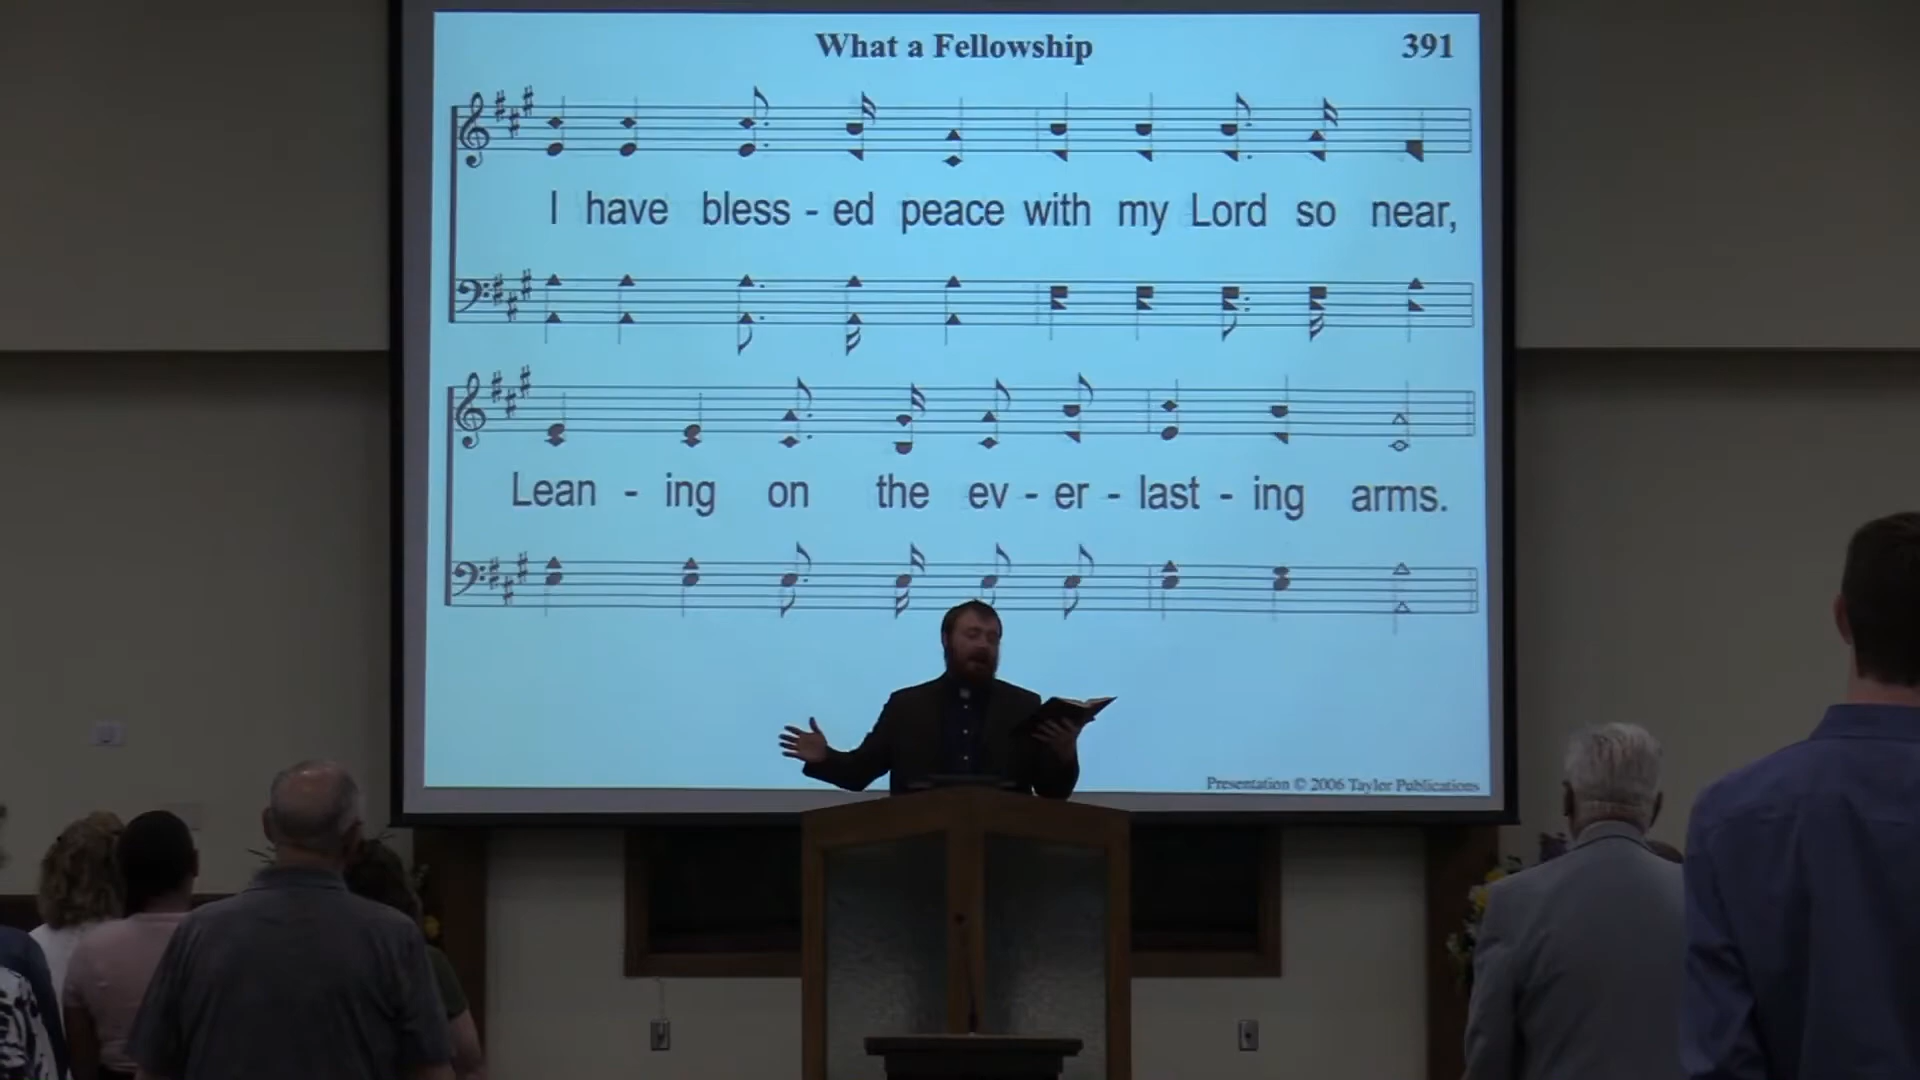 What a Fellowship 391
I have bless - ed peace with my Lord so near,
Lean - ing on the ev - er - last - ing arms.
Presentation © 2006 Taylor Publications